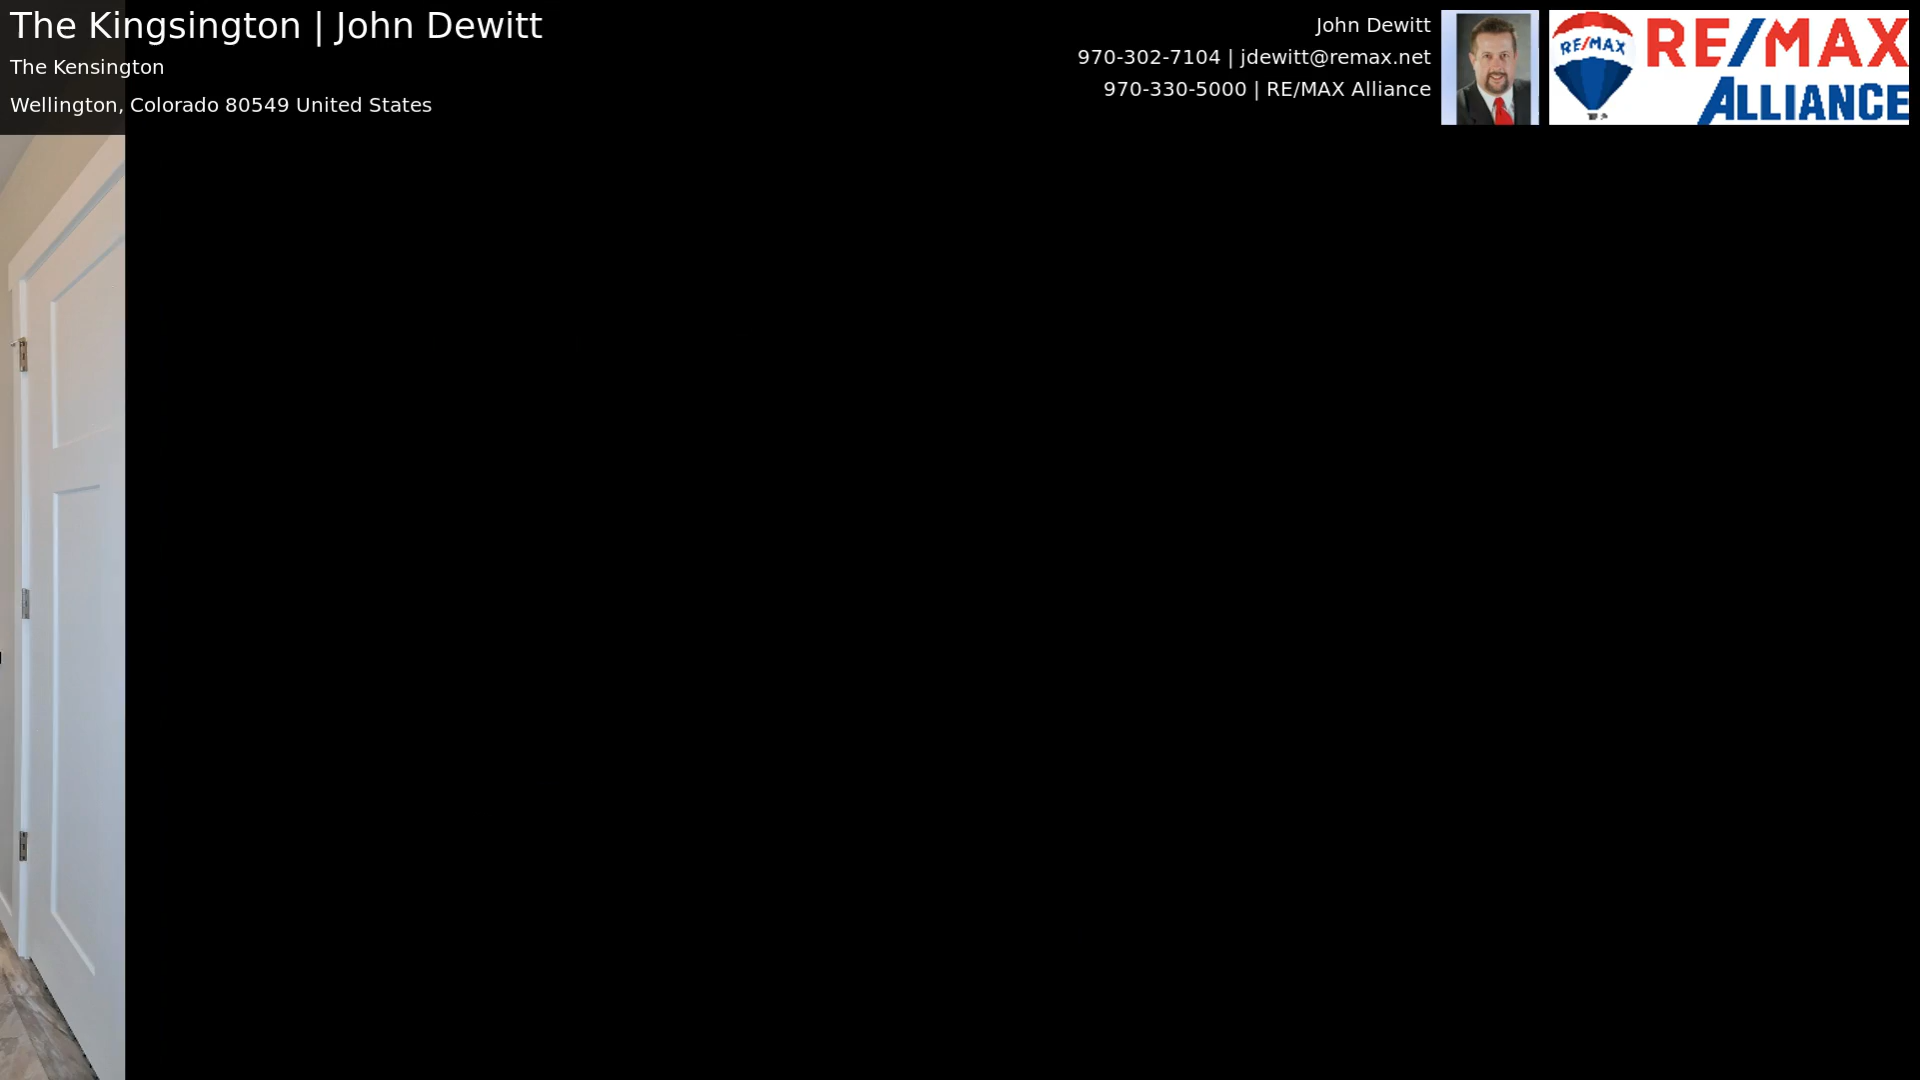 The Kingsington | John Dewitt
The Kensington
Wellington, Colorado 80549 United States
John Dewitt
970-302-7104 | jdewitt@remax.net
970-330-5000 | RE/MAX Alliance
RE/MAX
RE/MAX
ALLIANCE